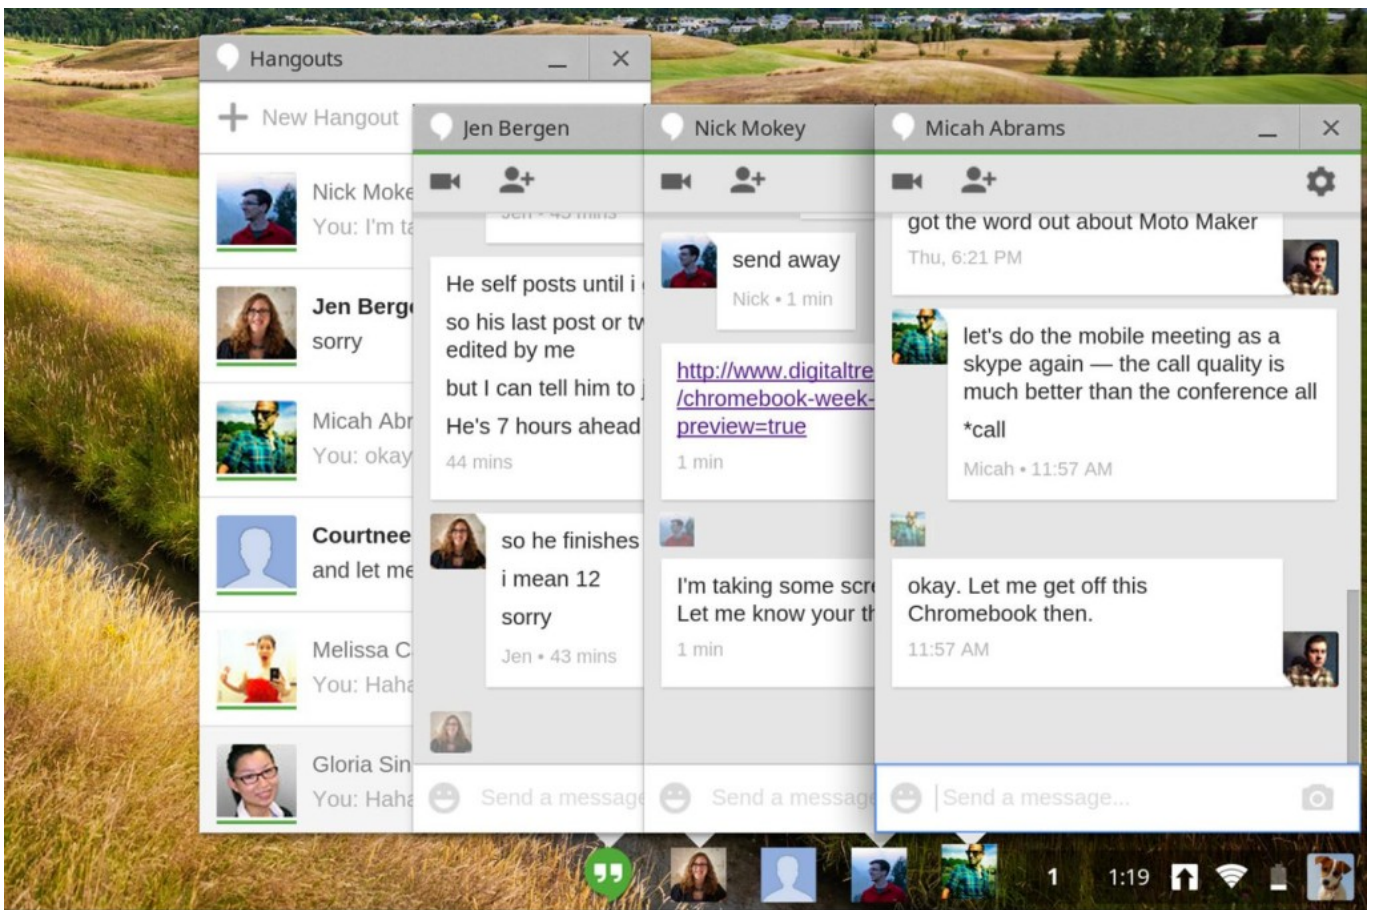 Hangouts
New Hangout
Nick Moke
You: I'm ta
Jen Berge
sorry
Micah Abr
You: okay
Courtnee
and let me
Melissa C
You: Haha
Gloria Sin
You: Haha
Jen Bergen
Jen • 45 mins
He self posts until i
so his last post or tw
edited by me
but I can tell him to j
He's 7 hours ahead
44 mins
so he finishes
i mean 12
sorry
Jen • 43 mins
Send a message
Nick Mokey
send away
Nick • 1 min
http://www.digitaltre
/chromebook-week-
preview=true
1 min
I'm taking some scre
Let me know your th
1 min
Send a message
Micah Abrams
got the word out about Moto Maker
Thu, 6:21 PM
let's do the mobile meeting as a
skype again — the call quality is
much better than the conference all
*call
Micah • 11:57 AM
okay. Let me get off this
Chromebook then.
11:57 AM
Send a message...
1
1:19